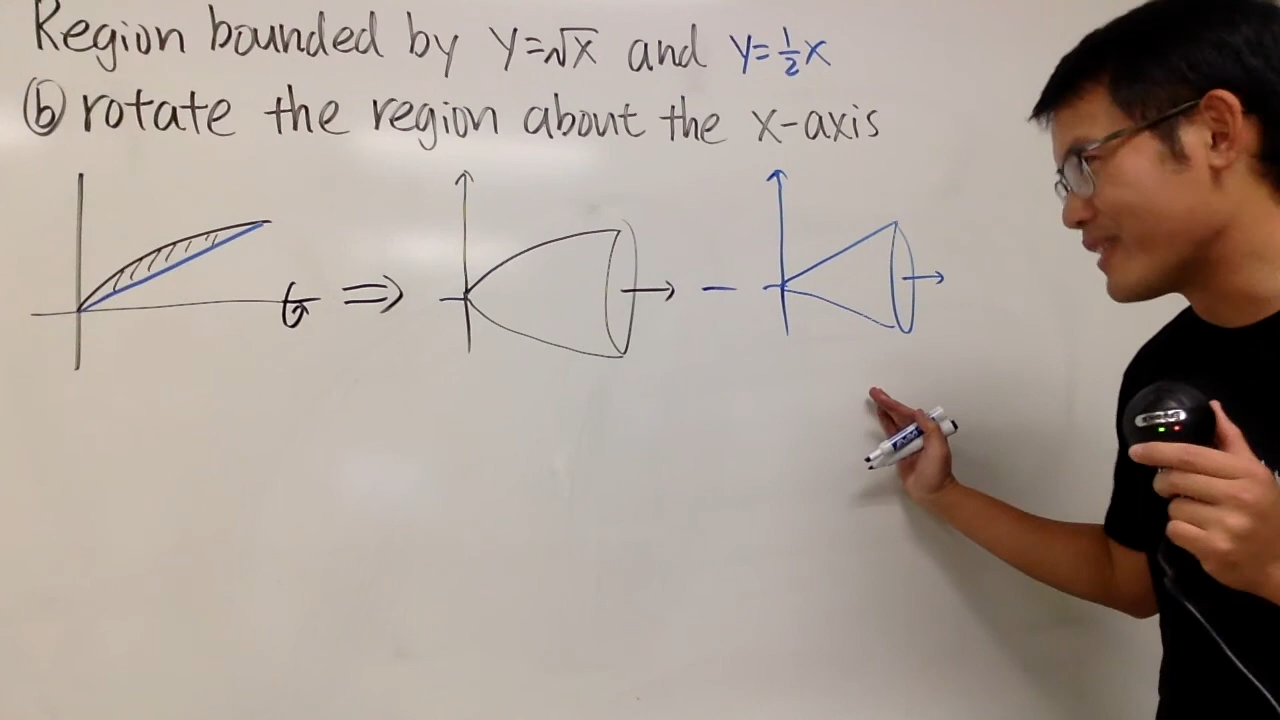 Region bounded by y=√x and y=½x
ⓑ rotate the region about the x-axis